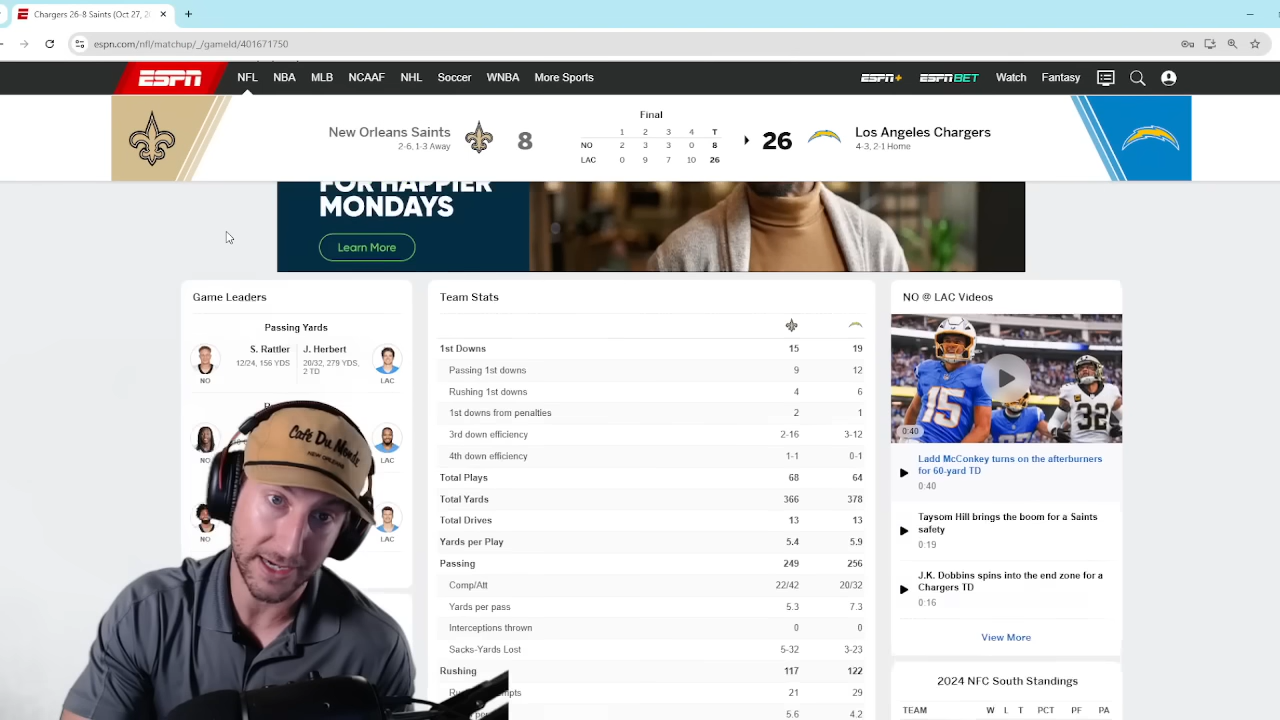 Chargers 26-8 Saints (Oct 27, 2
espn.com/nfl/matchup/_/gameId/401671750
ESPN
NFL
NBA
MLB
NCAAF
NHL
Soccer
WNBA
More Sports
ESPN+
ESPNBET
Watch
Fantasy
New Orleans Saints
2-6, 1-3 Away
8
Final
1 2 3 4 T
NO 2 3 3 0 8
LAC 0 9 7 10 26
26
Los Angeles Chargers
4-3, 2-1 Home
FOR HAPPIER
MONDAYS
Learn More
Game Leaders
Passing Yards
S. Rattler
12/24, 156 YDS
NO
J. Herbert
20/32, 279 YDS,
2 TD
LAC
NO
LAC
NO
LAC
Café Du Monde
NEW ORLEANS
Team Stats
1st Downs 15 19
Passing 1st downs 9 12
Rushing 1st downs 4 6
1st downs from penalties 2 1
3rd down efficiency 2-16 3-12
4th down efficiency 1-1 0-1
Total Plays 68 64
Total Yards 366 378
Total Drives 13 13
Yards per Play 5.4 5.9
Passing 249 256
Comp/Att 22/42 20/32
Yards per pass 5.3 7.3
Interceptions thrown 0 0
Sacks-Yards Lost 5-32 3-23
Rushing 117 122
21 29
5.6 4.2
NO @ LAC Videos
15
32
0:40
Ladd McConkey turns on the afterburners
for 60-yard TD
0:40
Taysom Hill brings the boom for a Saints
safety
0:19
J.K. Dobbins spins into the end zone for a
Chargers TD
0:16
View More
2024 NFC South Standings
TEAM W L T PCT PF PA